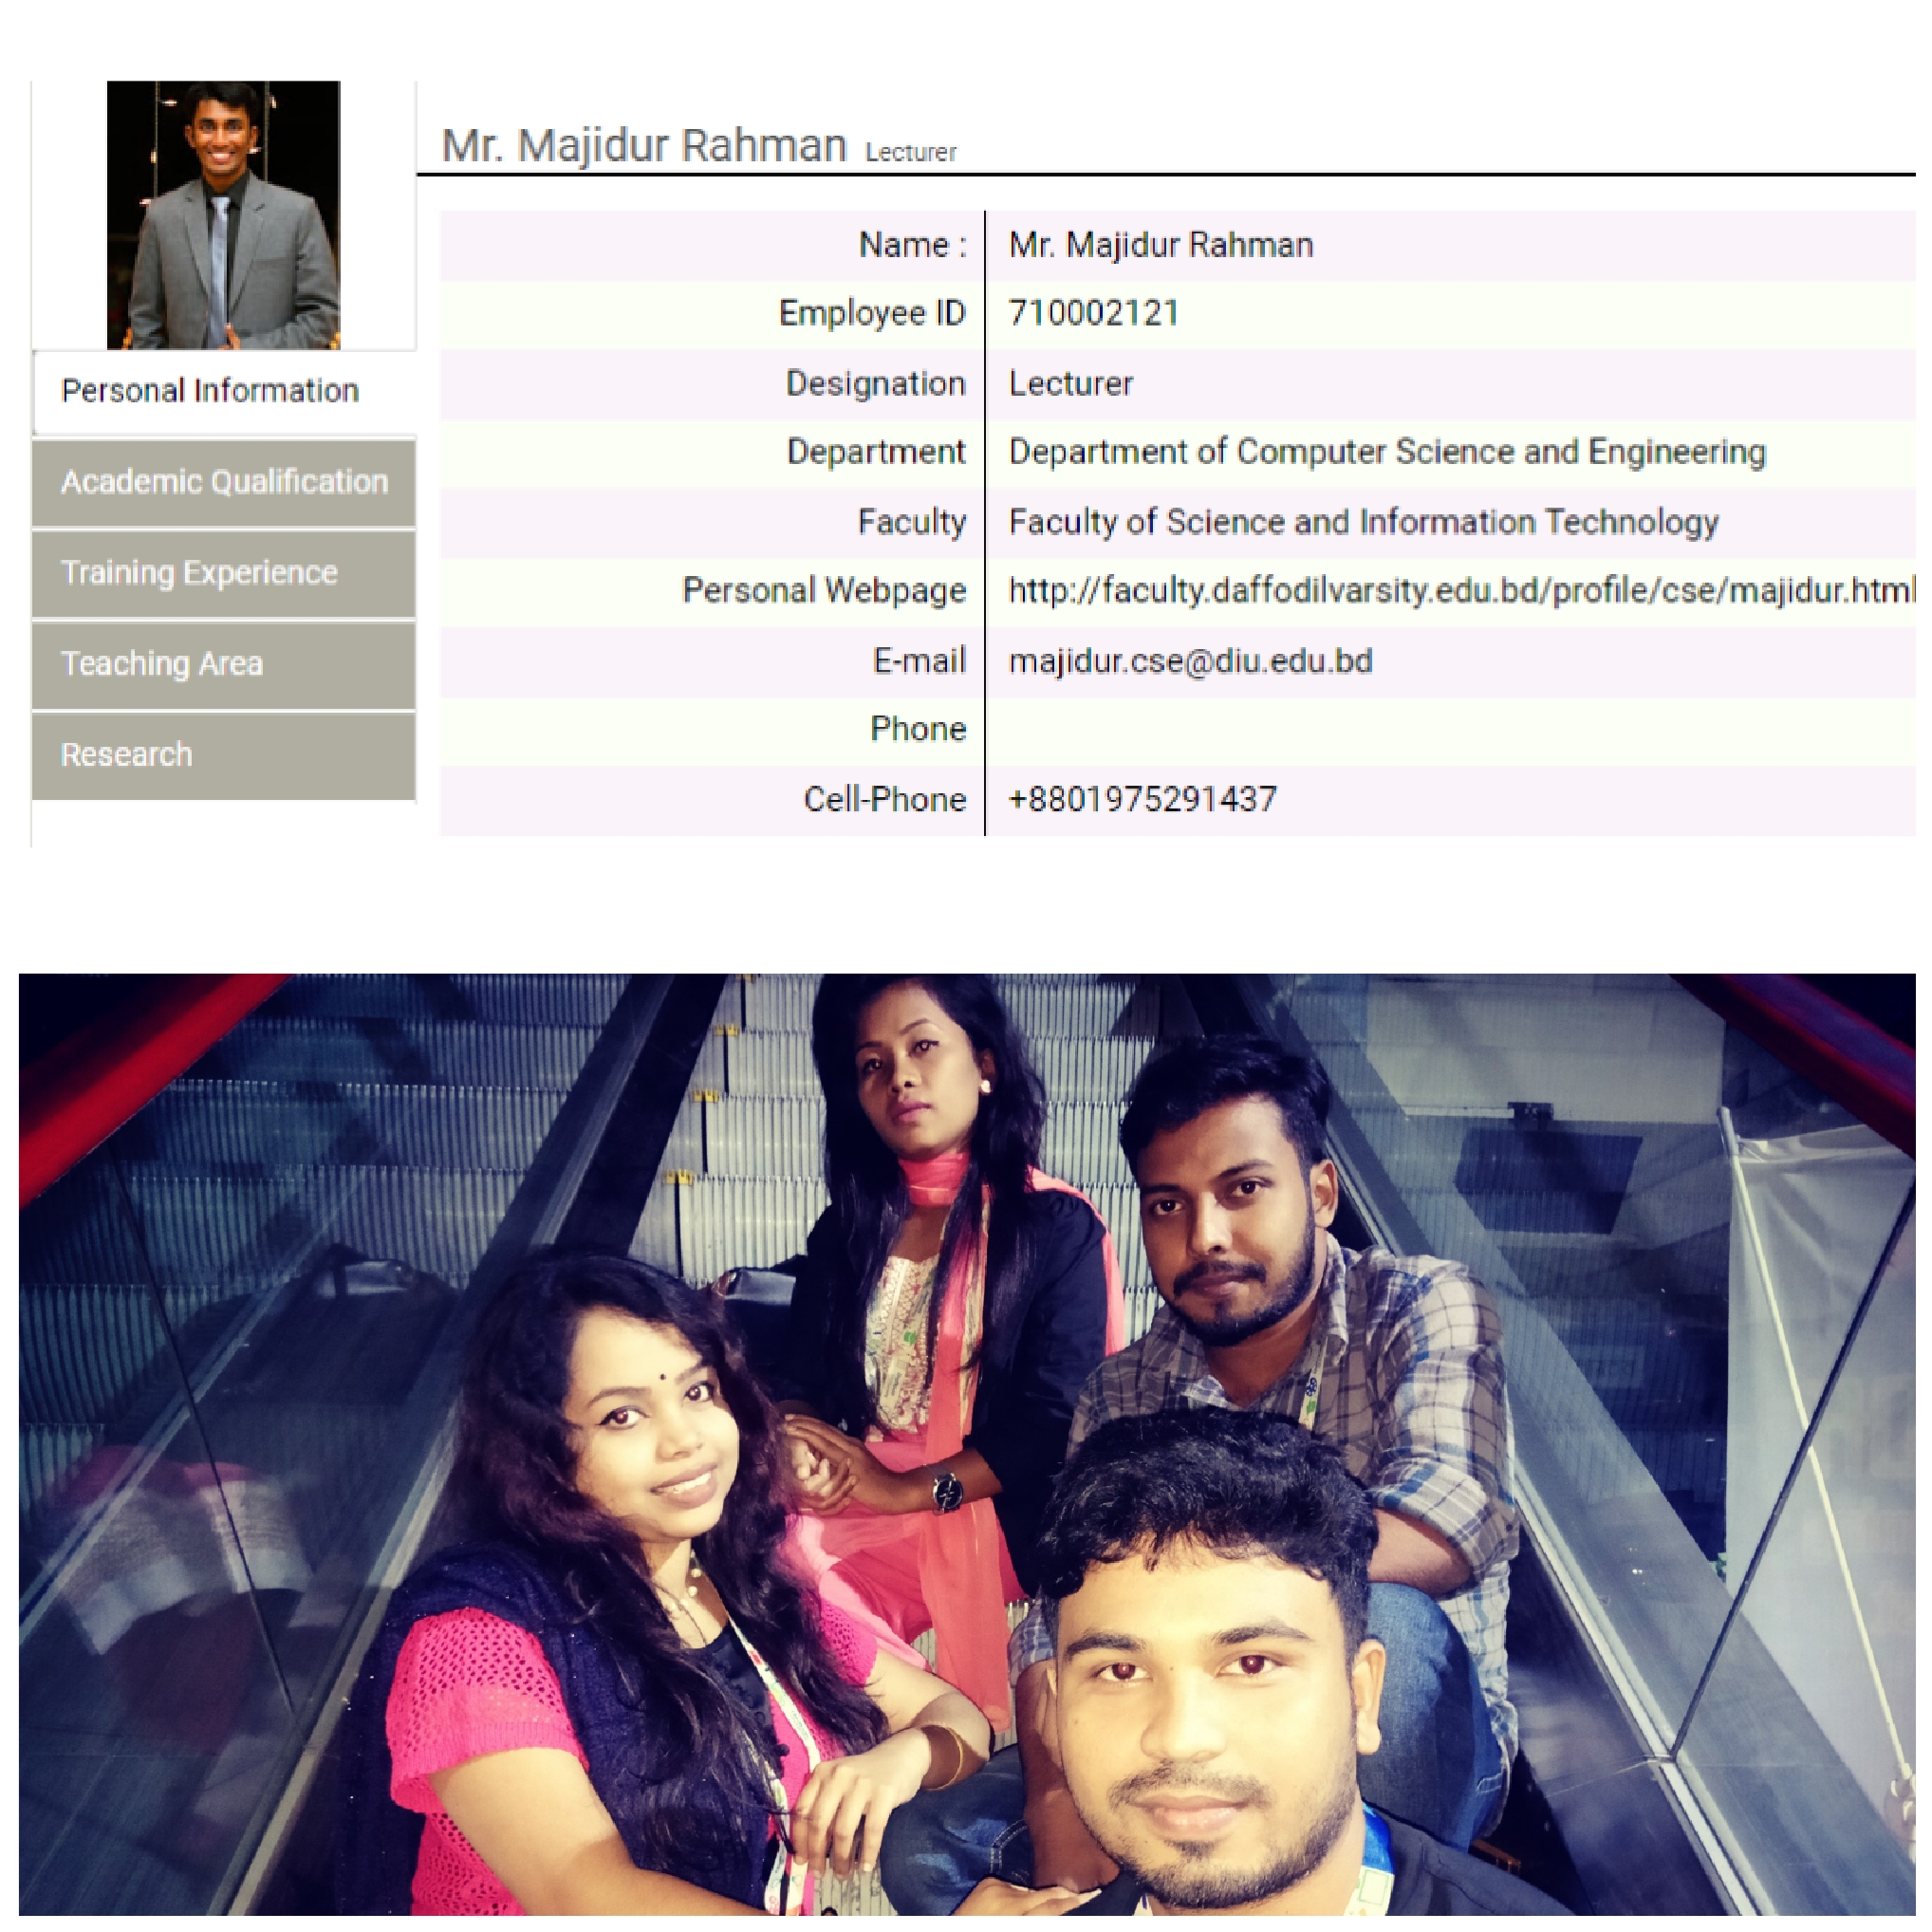 Mr. Majidur Rahman Lecturer
Name : Mr. Majidur Rahman
Employee ID 710002121
Designation Lecturer
Department Department of Computer Science and Engineering
Faculty Faculty of Science and Information Technology
Personal Webpage http://faculty.daffodilvarsity.edu.bd/profile/cse/majidur.html
E-mail majidur.cse@diu.edu.bd
Phone
Cell-Phone +8801975291437
Personal Information
Academic Qualification
Training Experience
Teaching Area
Research